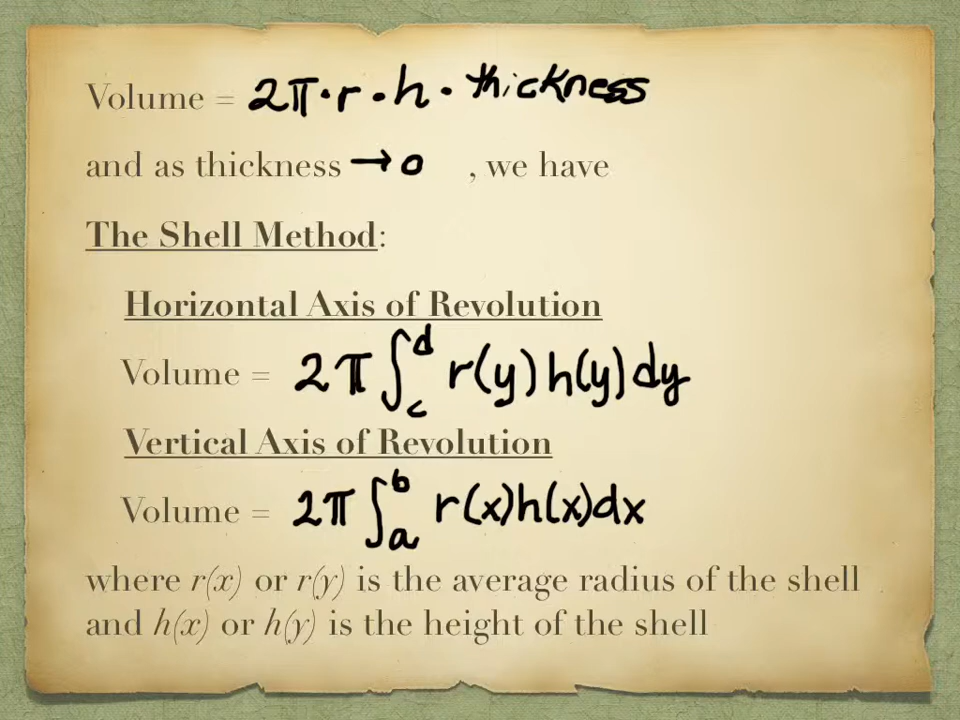 Volume = 2π · r · h · thickness
and as thickness → 0 , we have
The Shell Method:
Horizontal Axis of Revolution
Volume = 2π ∫_c^d r(y) h(y) dy
Vertical Axis of Revolution
Volume = 2π ∫_a^b r(x)h(x)dx
where r(x) or r(y) is the average radius of the shell
and h(x) or h(y) is the height of the shell